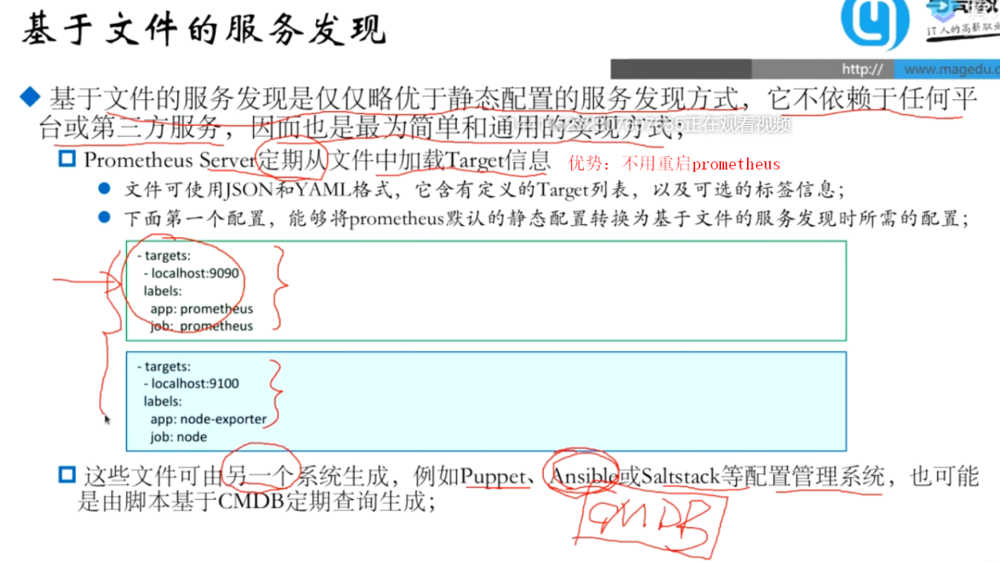 基于文件的服务发现
IT人的高薪职业
http:// www.magedu.c
基于文件的服务发现是仅仅略优于静态配置的服务发现方式，它不依赖于任何平
台或第三方服务，因而也是最为简单和通用的实现方式；
正在观看视频
Prometheus Server定期从文件中加载Target信息 优势：不用重启prometheus
文件可使用JSON和YAML格式，它含有定义的Target列表，以及可选的标签信息；
下面第一个配置，能够将prometheus默认的静态配置转换为基于文件的服务发现时所需的配置；
- targets:
- localhost:9090
labels:
app: prometheus
job: prometheus
- targets:
- localhost:9100
labels:
app: node-exporter
job: node
这些文件可由另一个系统生成，例如Puppet、Ansible或Saltstack等配置管理系统，也可能
是由脚本基于CMDB定期查询生成；
CMDB